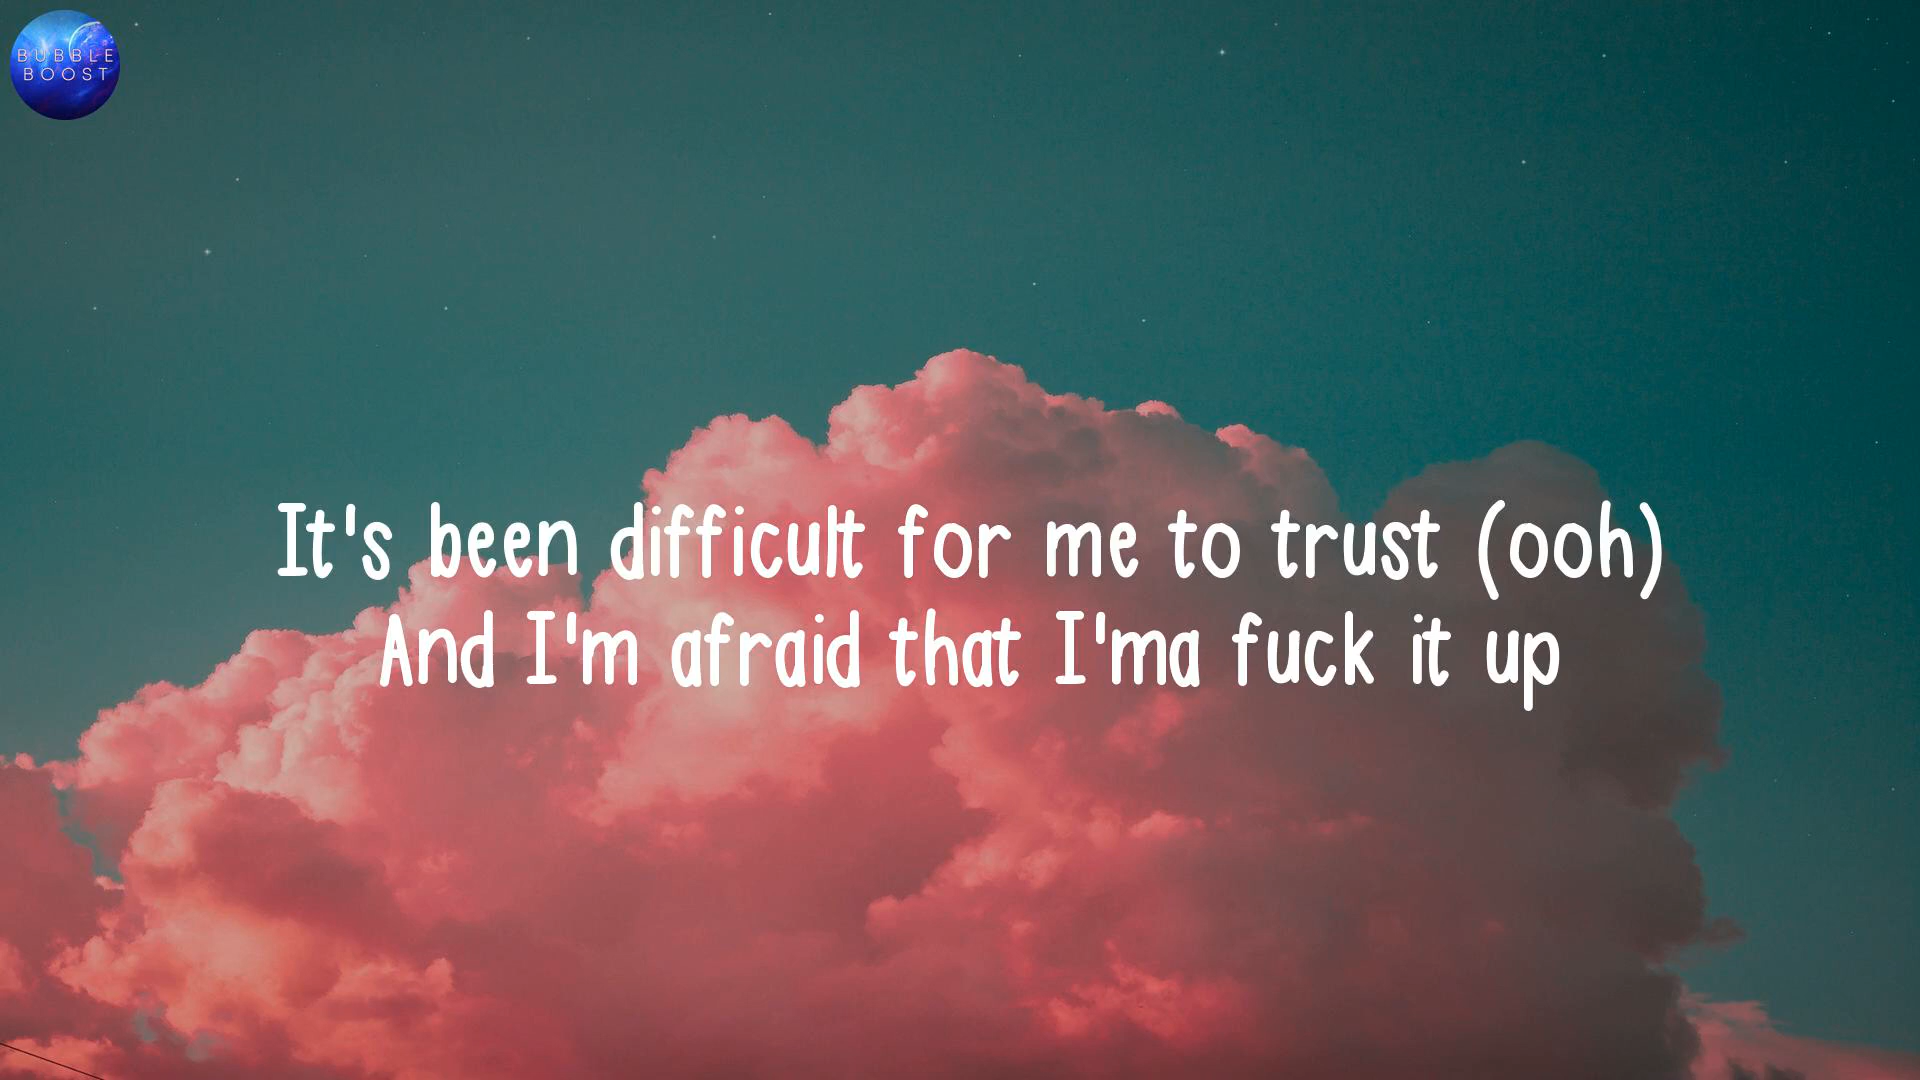 BUBBLE
BOOST
It's been difficult for me to trust (ooh)
And I'm afraid that I'ma fuck it up